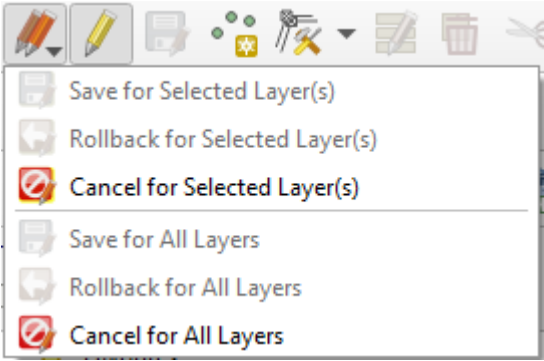 Save for Selected Layer(s)
Rollback for Selected Layer(s)
Cancel for Selected Layer(s)
Save for All Layers
Rollback for All Layers
Cancel for All Layers